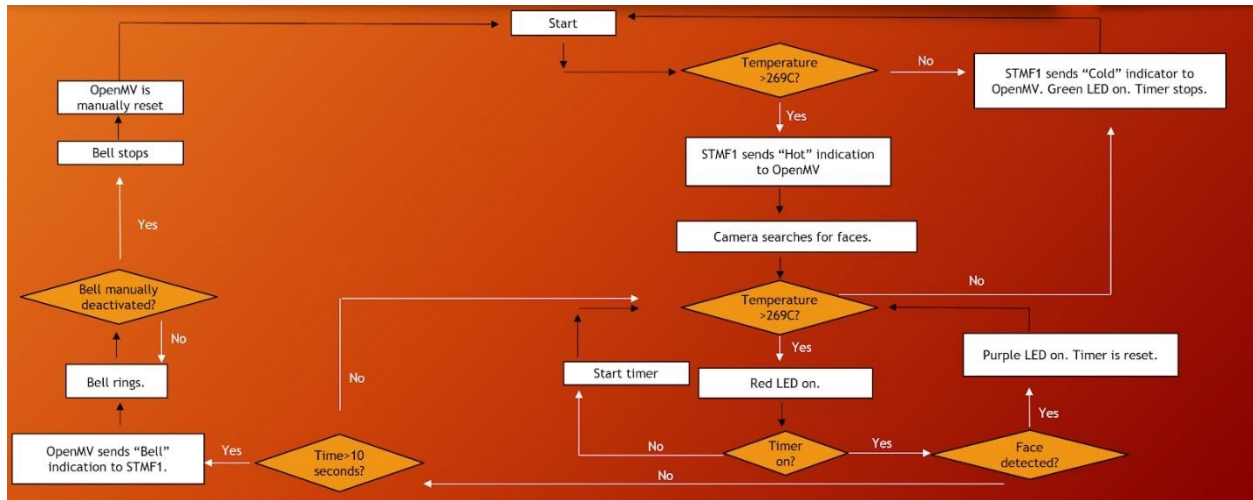 Start
Temperature
>269C?
No
STMF1 sends “Cold” indicator to
OpenMV. Green LED on. Timer stops.
OpenMV is
manually reset
Yes
Bell stops
STMF1 sends “Hot” indication
to OpenMV
Yes
Camera searches for faces.
Bell manually
deactivated?
No
Temperature
>269C?
No
Yes
Purple LED on. Timer is reset.
Bell rings.
No
Start timer
Red LED on.
Yes
OpenMV sends “Bell”
indication to STMF1.
Yes
Time>10
seconds?
No
Timer
on?
Yes
Face
detected?
No